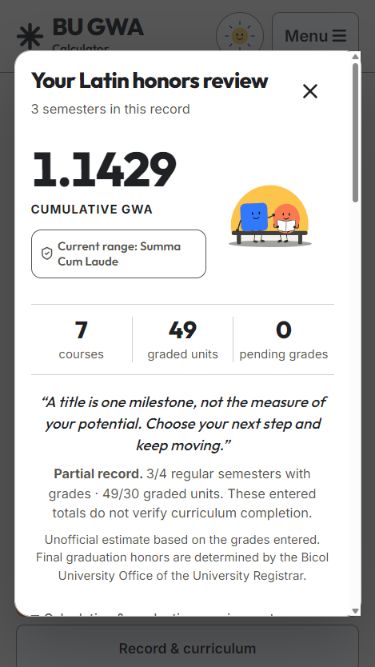 BU GWA
Calculator
Menu
Your Latin honors review
3 semesters in this record
1.1429
CUMULATIVE GWA
Current range: Summa
Cum Laude
7
courses
49
graded units
0
pending grades
“A title is one milestone, not the measure of
your potential. Choose your next step and
keep moving.”
Partial record. 3/4 regular semesters with
grades · 49/30 graded units. These entered
totals do not verify curriculum completion.
Unofficial estimate based on the grades entered.
Final graduation honors are determined by the Bicol
University Office of the University Registrar.
Record & curriculum